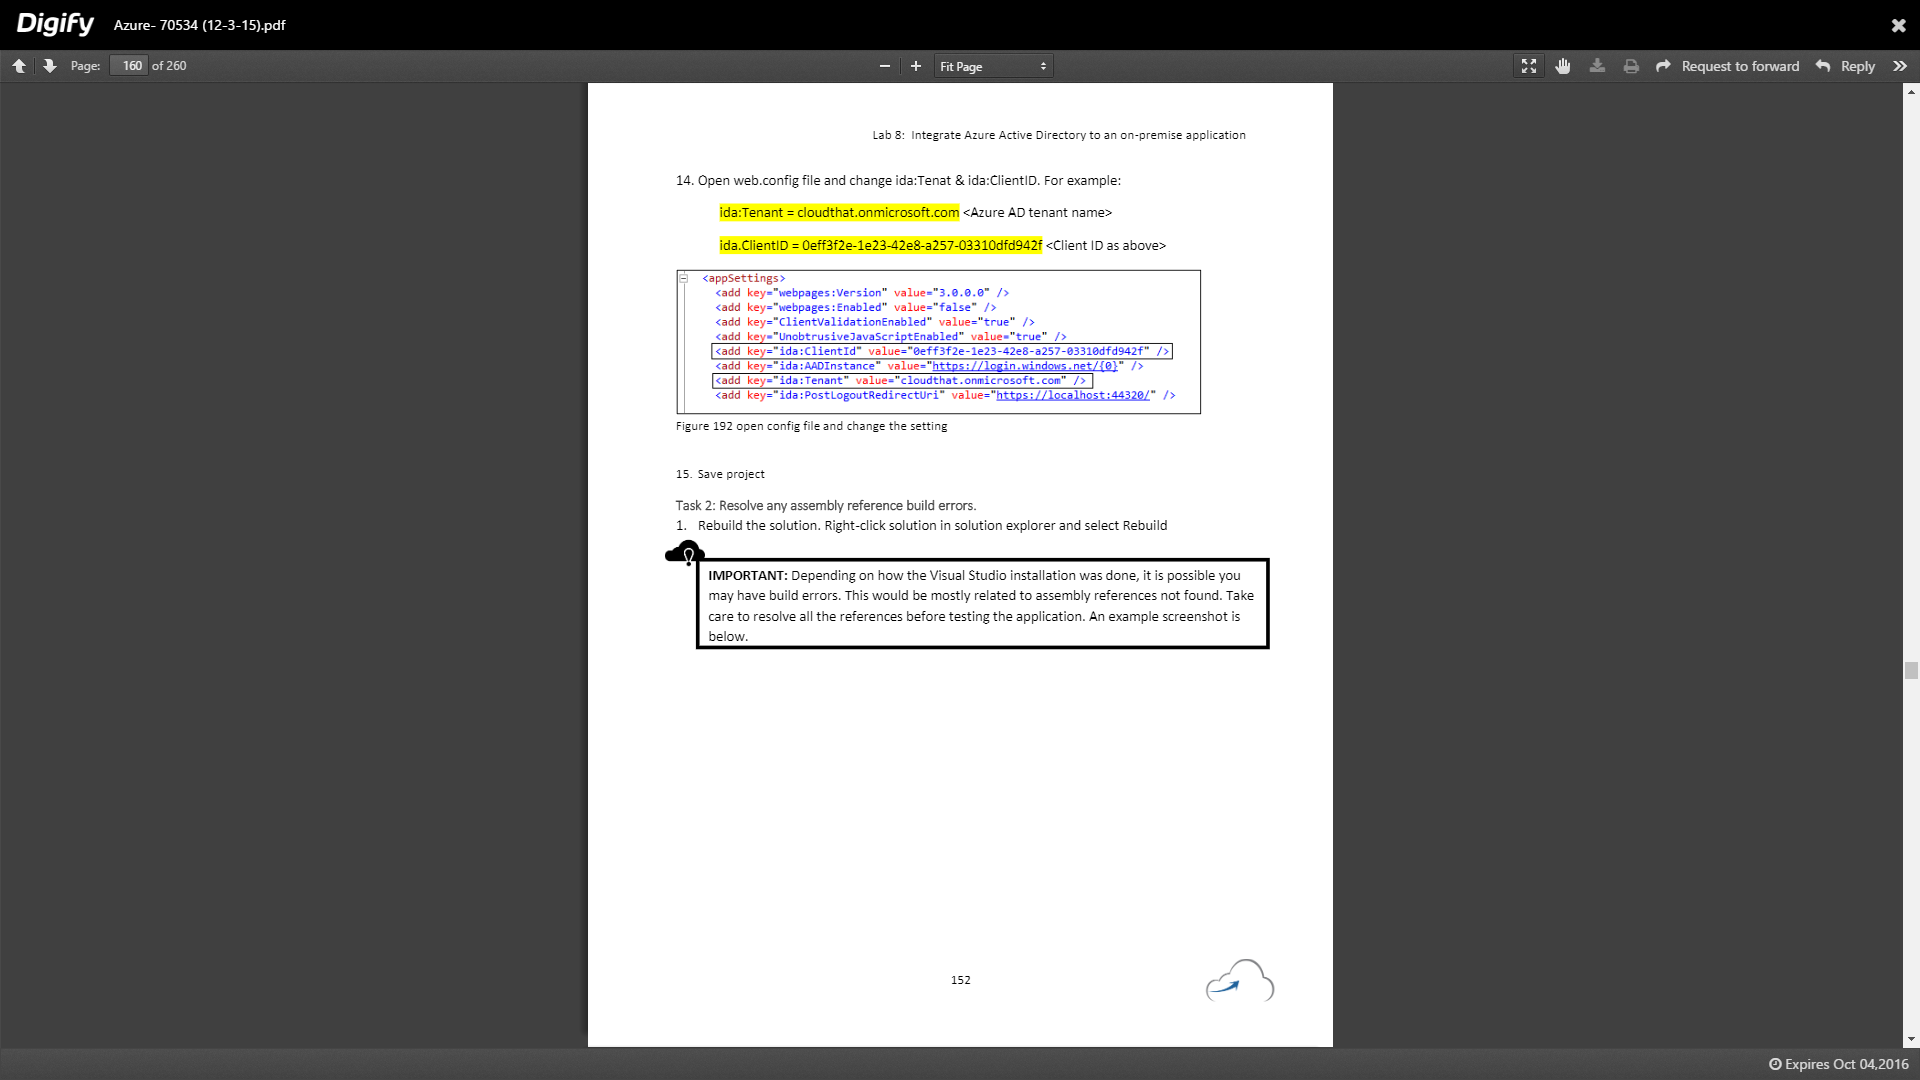 Digify Azure- 70534 (12-3-15).pdf
Page: 160 of 260 Fit Page Request to forward Reply
Lab 8: Integrate Azure Active Directory to an on-premise application
14. Open web.config file and change ida:Tenat & ida:ClientID. For example:
ida:Tenant = cloudthat.onmicrosoft.com <Azure AD tenant name>
ida.ClientID = 0eff3f2e-1e23-42e8-a257-03310dfd942f <Client ID as above>
<appSettings>
<add key="webpages:Version" value="3.0.0.0" />
<add key="webpages:Enabled" value="false" />
<add key="ClientValidationEnabled" value="true" />
<add key="UnobtrusiveJavaScriptEnabled" value="true" />
<add key="ida:ClientId" value="0eff3f2e-1e23-42e8-a257-03310dfd942f" />
<add key="ida:AADInstance" value="https://login.windows.net/{0}" />
<add key="ida:Tenant" value="cloudthat.onmicrosoft.com" />
<add key="ida:PostLogoutRedirectUri" value="https://localhost:44320/" />
Figure 192 open config file and change the setting
15. Save project
Task 2: Resolve any assembly reference build errors.
1. Rebuild the solution. Right-click solution in solution explorer and select Rebuild
IMPORTANT: Depending on how the Visual Studio installation was done, it is possible you
may have build errors. This would be mostly related to assembly references not found. Take
care to resolve all the references before testing the application. An example screenshot is
below.
152
Expires Oct 04,2016